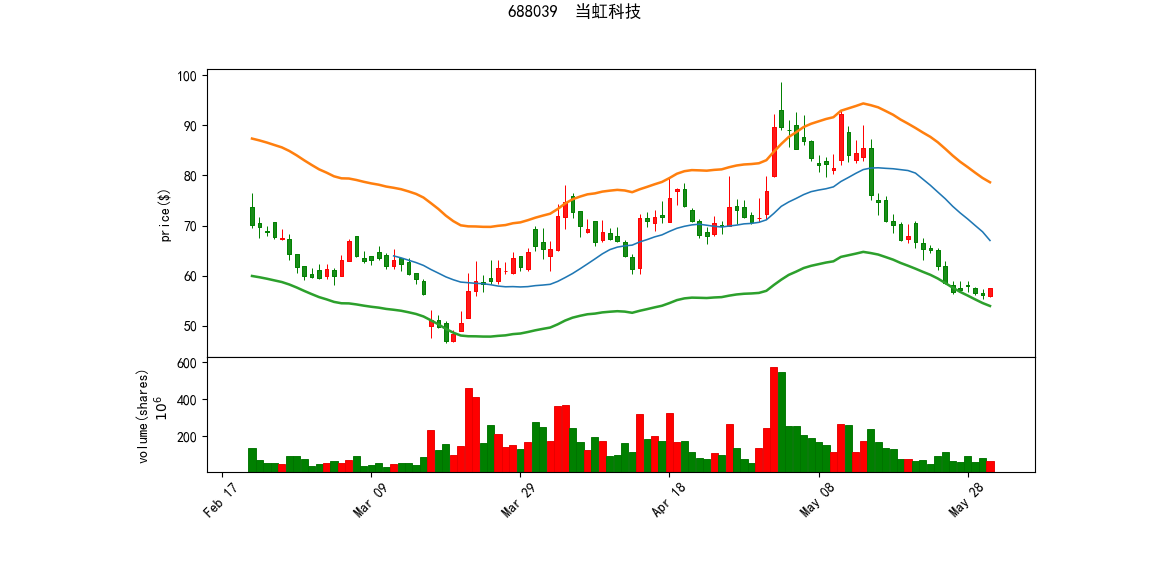 688039  当虹科技
price($)
100
90
80
70
60
50
volume(shares)
10^6
600
400
200
Feb 17
Mar 09
Mar 29
Apr 18
May 08
May 28